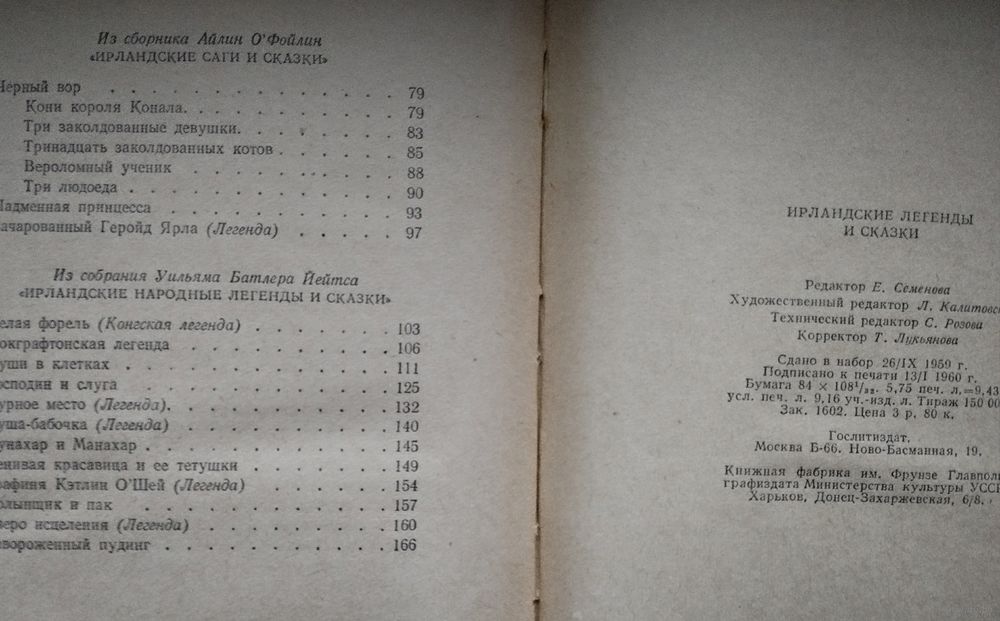 Из сборника Айлин О'Фойлин
«ИРЛАНДСКИЕ САГИ И СКАЗКИ»
Черный вор . . . . . . . . . . . . . 79
Кони короля Конала. . . . . . . . . . 79
Три заколдованные девушки. . . . . . . 83
Тринадцать заколдованных котов . . . . . . 85
Вероломный ученик . . . . . . . . . . 88
Три людоеда . . . . . . . . . . . . 90
Надменная принцесса . . . . . . . . . . 93
ачарованный Геройд Ярла (Легенда) . . . . . 97
Из собрания Уильяма Батлера Йейтса
«ИРЛАНДСКИЕ НАРОДНЫЕ ЛЕГЕНДЫ И СКАЗКИ»
елая форель (Конгская легенда) . . . . . . . 103
окграфтонская легенда . . . . . . . . . 106
уши в клетках . . . . . . . . . . . . 111
осподин и слуга . . . . . . . . . . . 125
урное место (Легенда). . . . . . . . . . 132
уша-бабочка (Легенда) . . . . . . . . . 140
унахар и Манахар . . . . . . . . . . . 145
енивая красавица и ее тетушки . . . . . . . 149
рафиня Кэтлин О'Шей (Легенда) . . . . . . 154
олынщик и пак . . . . . . . . . . . 157
зеро исцеления (Легенда) . . . . . . . . 160
авороженный пудинг . . . . . . . . . . 166
ИРЛАНДСКИЕ ЛЕГЕНДЫ
И СКАЗКИ
Редактор Е. Семенова
Художественный редактор Л. Калитовс
Технический редактор С. Розова
Корректор Т. Лукьянова
Сдано в набор 26/IX 1959 г.
Подписано к печати 13/I 1960 г.
Бумага 84 × 108¹/₃₂. 5,75 печ. л.=9,43
усл. печ. л. 9,16 уч.-изд. л. Тираж 150 00
Зак. 1602. Цена 3 р. 80 к.
Гослитиздат,
Москва Б-66. Ново-Басманная, 19.
Книжная фабрика им. Фрунзе Главполи
графиздата Министерства культуры УССР
Харьков, Донец-Захаржевская, 6/8.